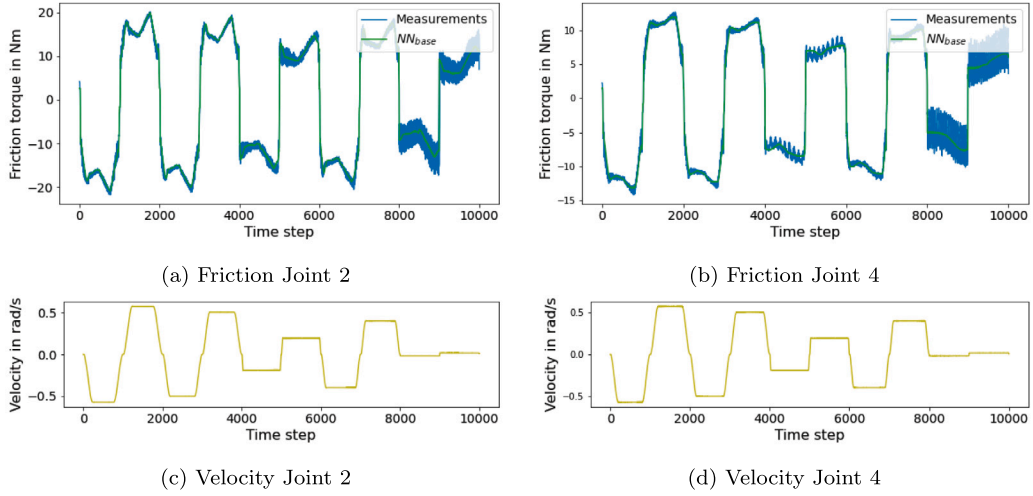 Friction torque in Nm
20
10
0
−10
−20
Measurements
NN_base
0 2000 4000 6000 8000 10000
Time step
(a) Friction Joint 2
Friction torque in Nm
10
5
0
−5
−10
−15
Measurements
NN_base
0 2000 4000 6000 8000 10000
Time step
(b) Friction Joint 4
Velocity in rad/s
0.5
0.0
−0.5
0 2000 4000 6000 8000 10000
Time step
(c) Velocity Joint 2
Velocity in rad/s
0.5
0.0
−0.5
0 2000 4000 6000 8000 10000
Time step
(d) Velocity Joint 4